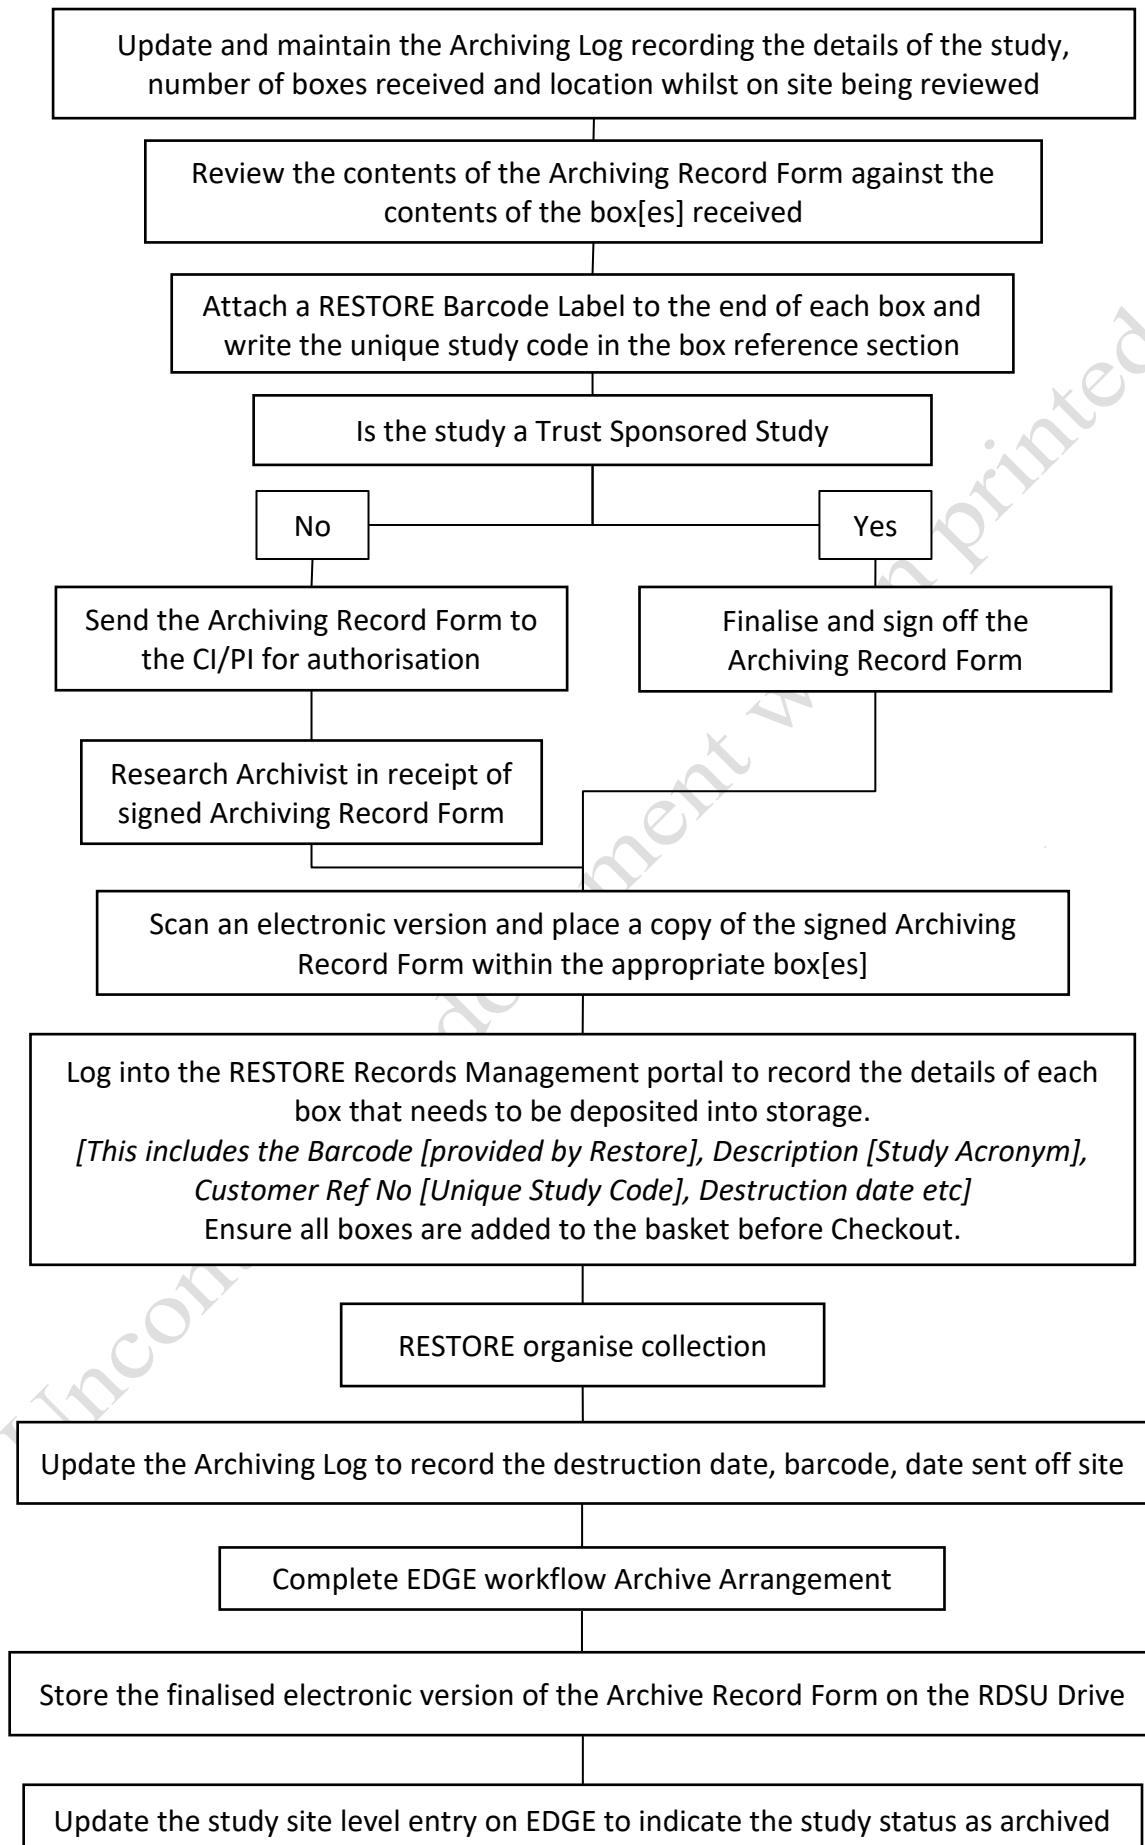 Update and maintain the Archiving Log recording the details of the study,
number of boxes received and location whilst on site being reviewed
Review the contents of the Archiving Record Form against the
contents of the box[es] received
Attach a RESTORE Barcode Label to the end of each box and
write the unique study code in the box reference section
Is the study a Trust Sponsored Study
No
Yes
Send the Archiving Record Form to
the CI/PI for authorisation
Finalise and sign off the
Archiving Record Form
Research Archivist in receipt of
signed Archiving Record Form
Scan an electronic version and place a copy of the signed Archiving
Record Form within the appropriate box[es]
Log into the RESTORE Records Management portal to record the details of each
box that needs to be deposited into storage.
[This includes the Barcode [provided by Restore], Description [Study Acronym],
Customer Ref No [Unique Study Code], Destruction date etc]
Ensure all boxes are added to the basket before Checkout.
RESTORE organise collection
Update the Archiving Log to record the destruction date, barcode, date sent off site
Complete EDGE workflow Archive Arrangement
Store the finalised electronic version of the Archive Record Form on the RDSU Drive
Update the study site level entry on EDGE to indicate the study status as archived
printed